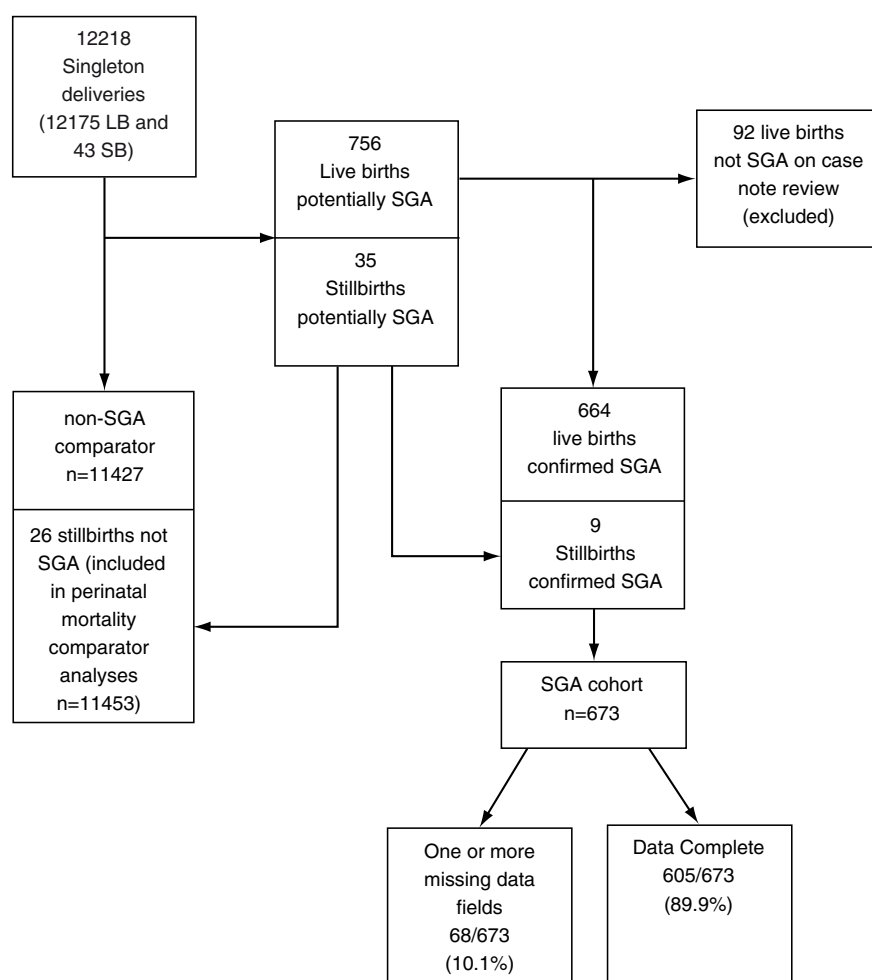 12218
Singleton
deliveries
(12175 LB and
43 SB)
756
Live births
potentially SGA
35
Stillbirths
potentially SGA
92 live births
not SGA on case
note review
(excluded)
non-SGA
comparator
n=11427
26 stillbirths not
SGA (included
in perinatal
mortality
comparator
analyses
n=11453)
664
live births
confirmed SGA
9
Stillbirths
confirmed SGA
SGA cohort
n=673
One or more
missing data
fields
68/673
(10.1%)
Data Complete
605/673
(89.9%)